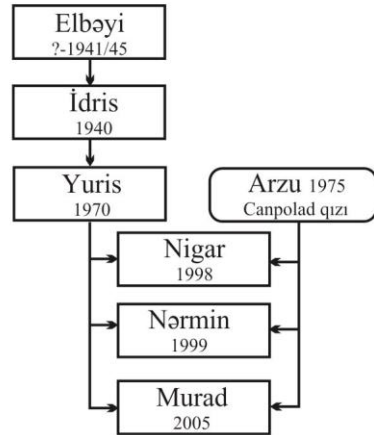 Elbəyi
?-1941/45
İdris
1940
Yuris
1970
Arzu 1975
Canpolad qızı
Nigar
1998
Nərmin
1999
Murad
2005